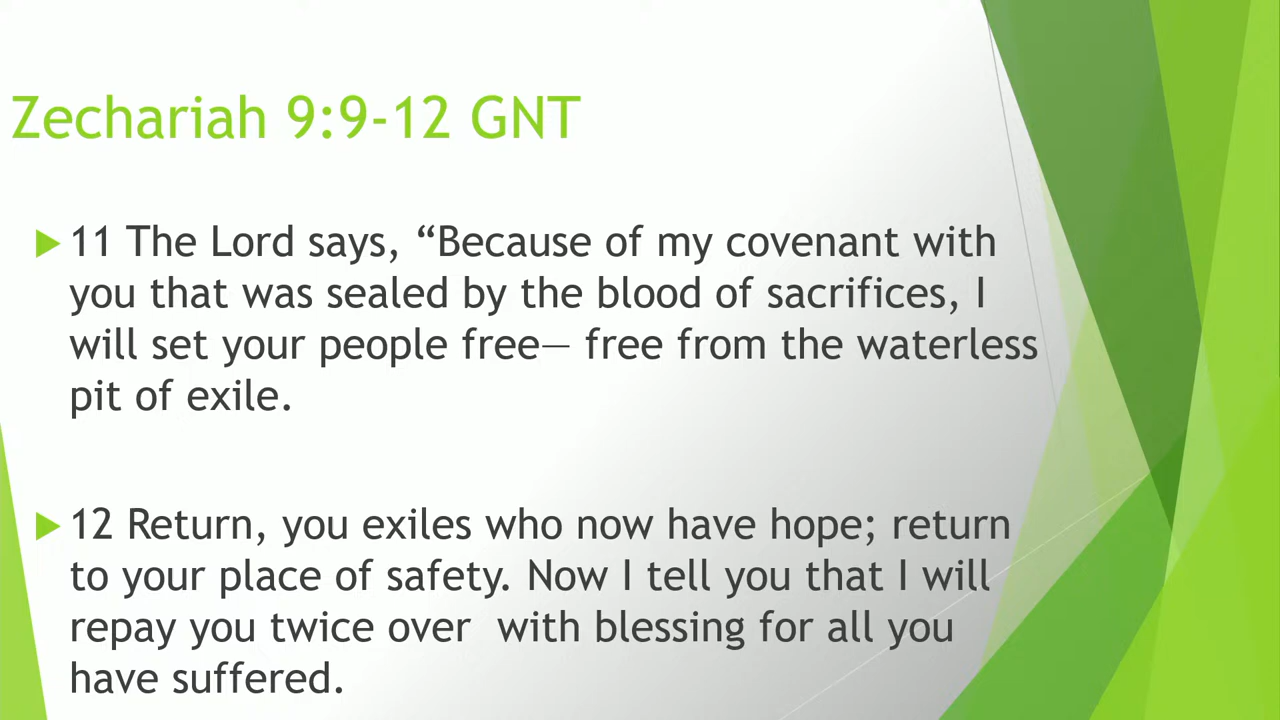 Zechariah 9:9-12 GNT
11 The Lord says, “Because of my covenant with
you that was sealed by the blood of sacrifices, I
will set your people free— free from the waterless
pit of exile.
12 Return, you exiles who now have hope; return
to your place of safety. Now I tell you that I will
repay you twice over  with blessing for all you
have suffered.